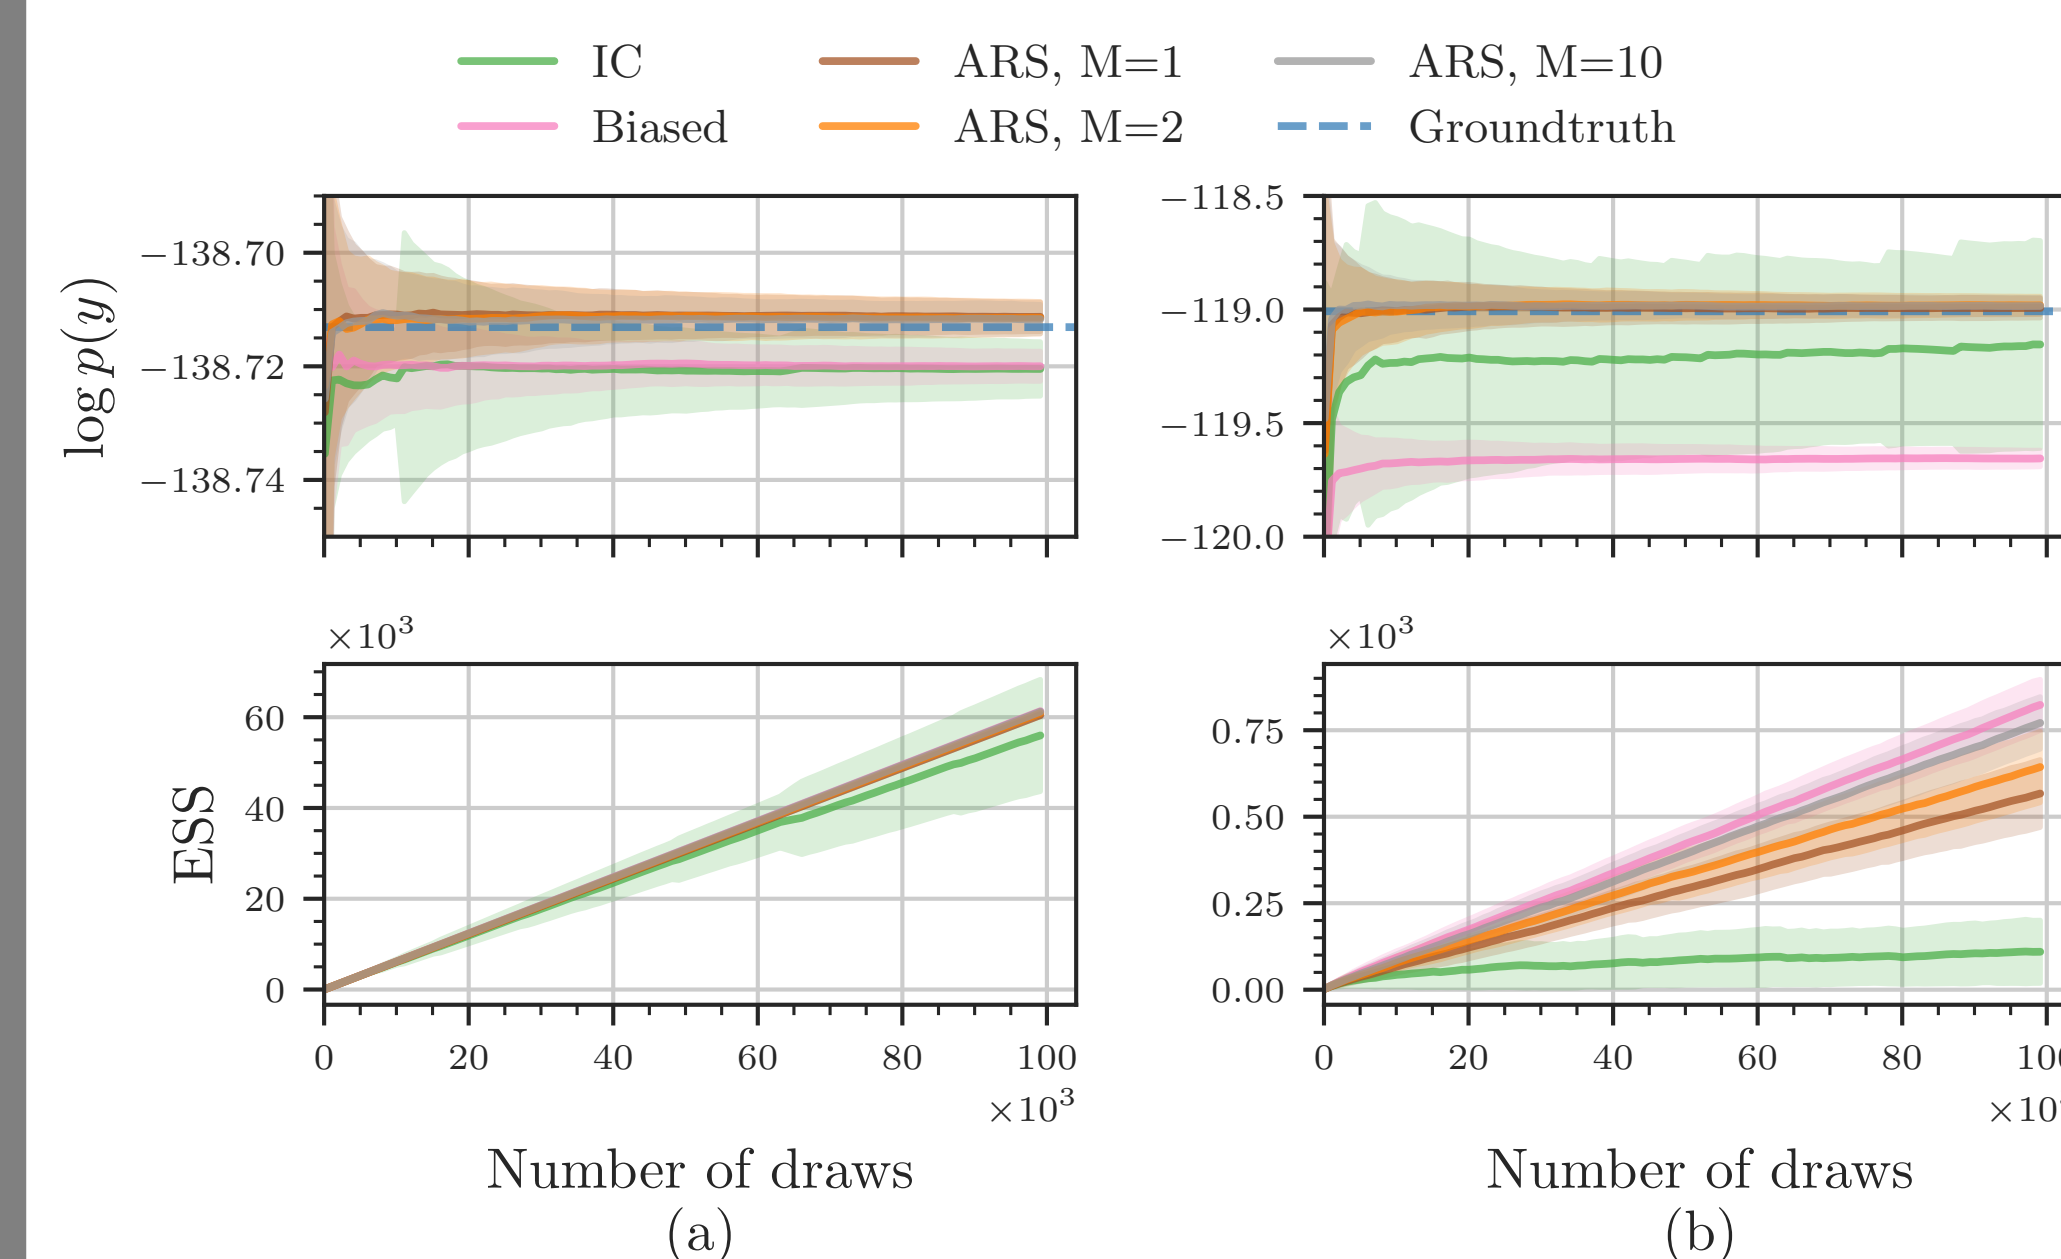 IC ARS, M=1 ARS, M=10
Biased ARS, M=2 Groundtruth
−138.70
−138.72
−138.74
log p(y)
−118.5
−119.0
−119.5
−120.0
×10³
60
40
20
0
ESS
0 20 40 60 80 100
×10³
Number of draws
(a)
×10³
0.75
0.50
0.25
0.00
0 20 40 60 80
×10
Number of draws
(b)